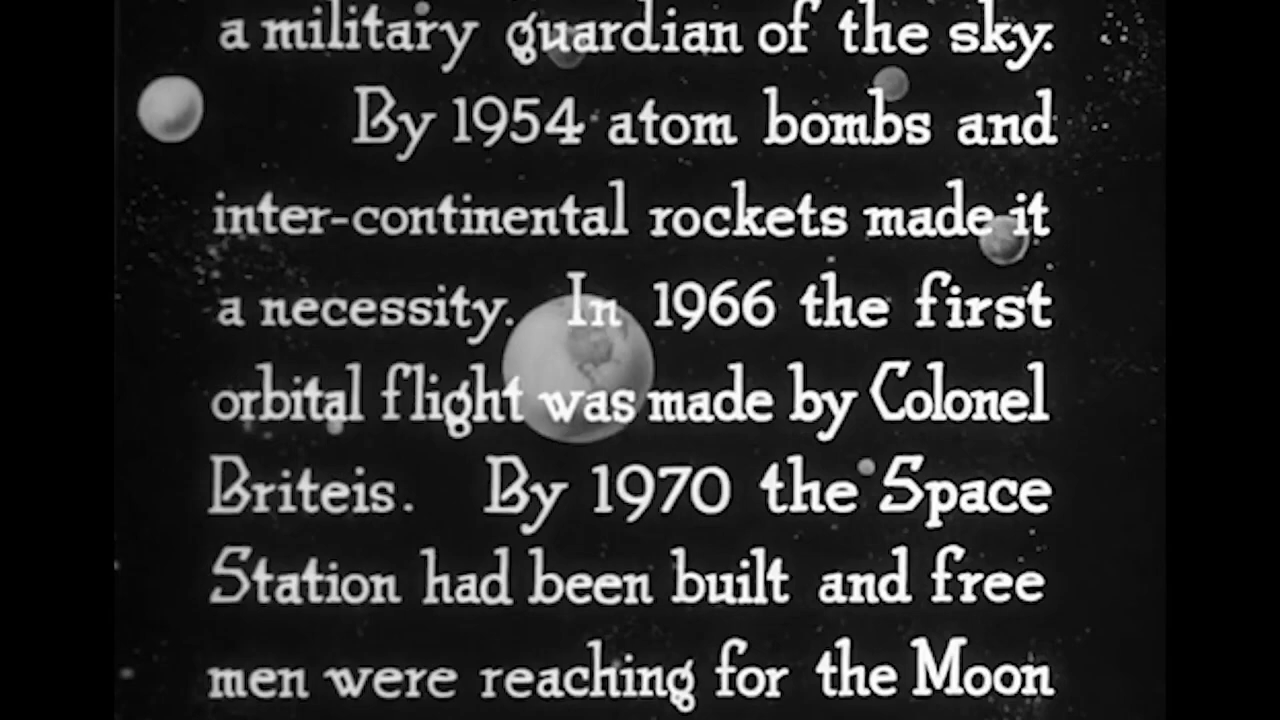 a military guardian of the sky.
By 1954 atom bombs and
inter-continental rockets made it
a necessity. In 1966 the first
orbital flight was made by Colonel
Briteis. By 1970 the Space
Station had been built and free
men were reaching for the Moon